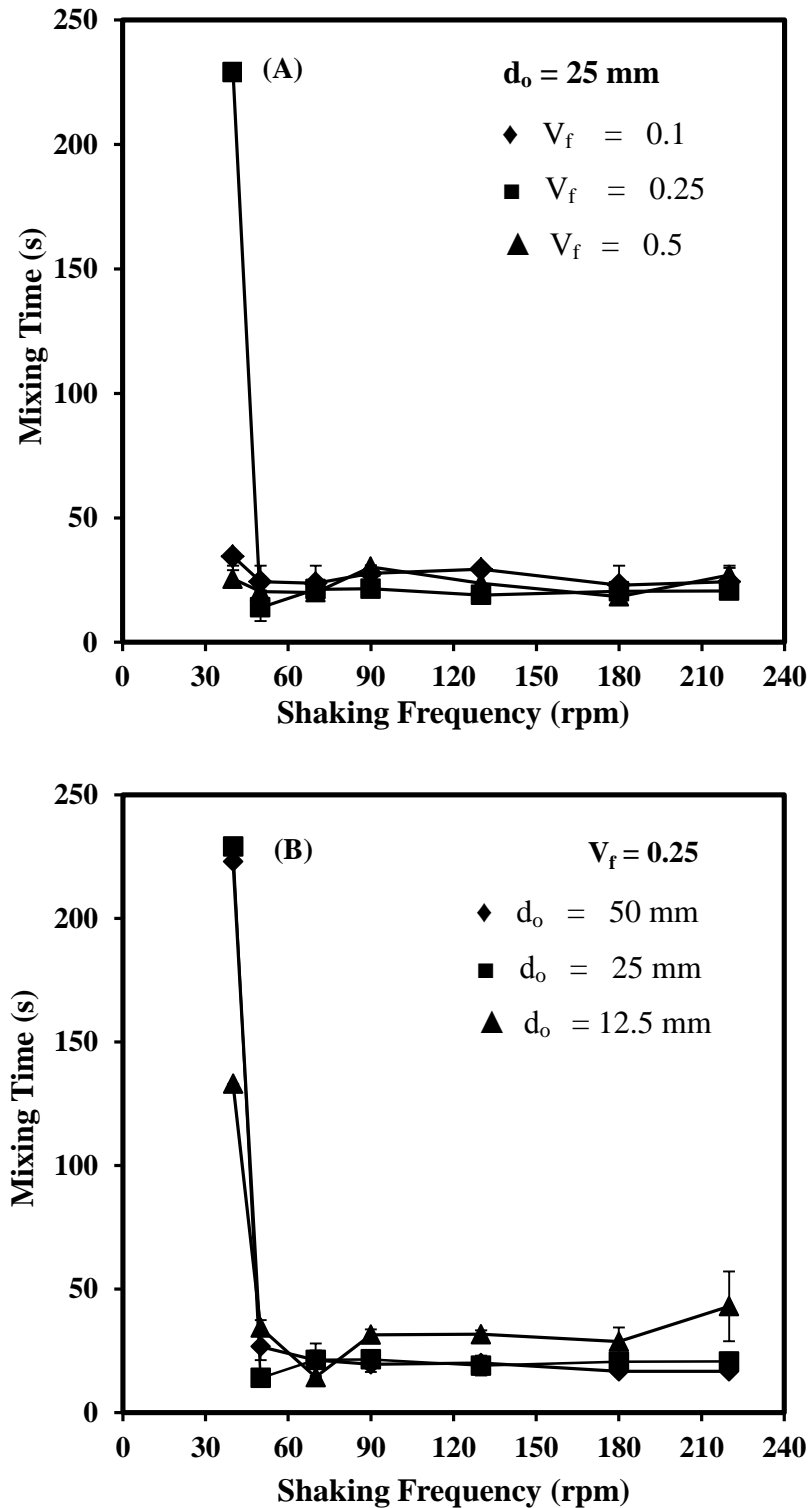 250
200
150
100
50
0
Mixing Time (s)
(A)
d₀ = 25 mm
V_f = 0.1
V_f = 0.25
V_f = 0.5
0 30 60 90 120 150 180 210 240
Shaking Frequency (rpm)
250
200
150
100
50
0
Mixing Time (s)
(B)
V_f = 0.25
dₒ = 50 mm
dₒ = 25 mm
dₒ = 12.5 mm
0 30 60 90 120 150 180 210 240
Shaking Frequency (rpm)